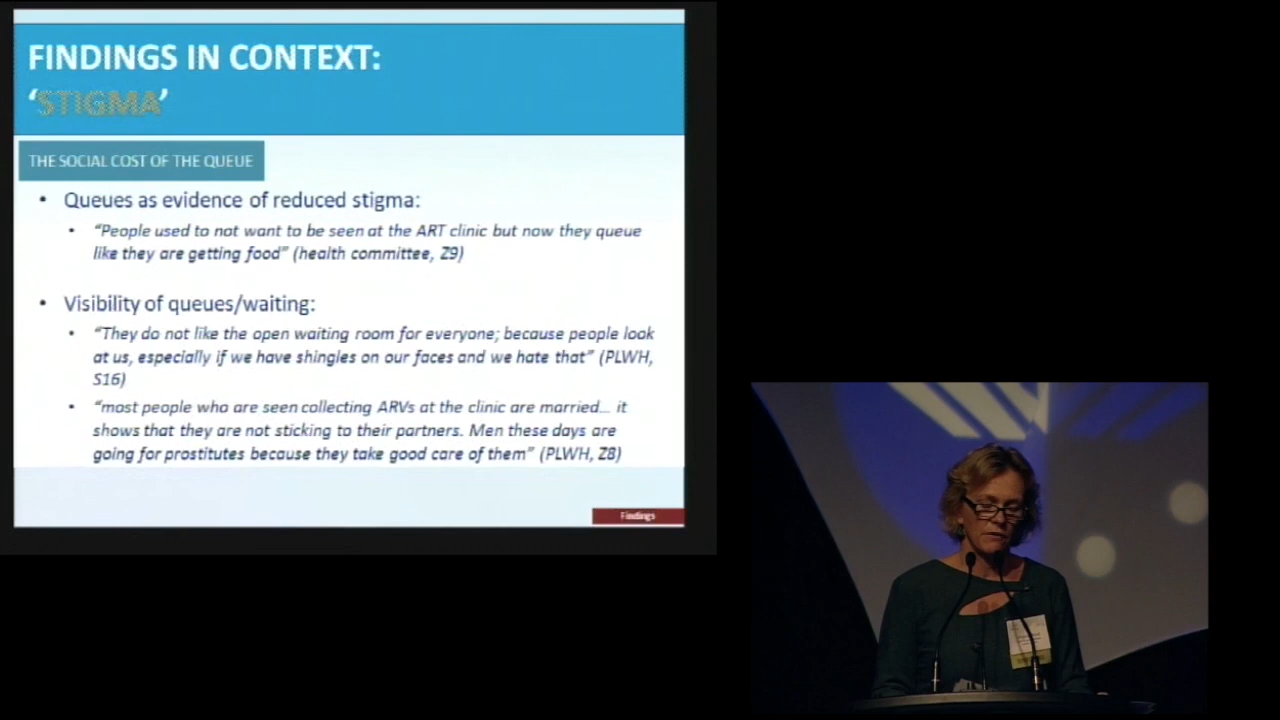 FINDINGS IN CONTEXT:
‘STIGMA’
THE SOCIAL COST OF THE QUEUE
• Queues as evidence of reduced stigma:
• “People used to not want to be seen at the ART clinic but now they queue
like they are getting food” (health committee, Z9)
• Visibility of queues/waiting:
• “They do not like the open waiting room for everyone; because people look
at us, especially if we have shingles on our faces and we hate that” (PLWH,
S16)
• “most people who are seen collecting ARVs at the clinic are married... it
shows that they are not sticking to their partners. Men these days are
going for prostitutes because they take good care of them” (PLWH, Z8)
Findings